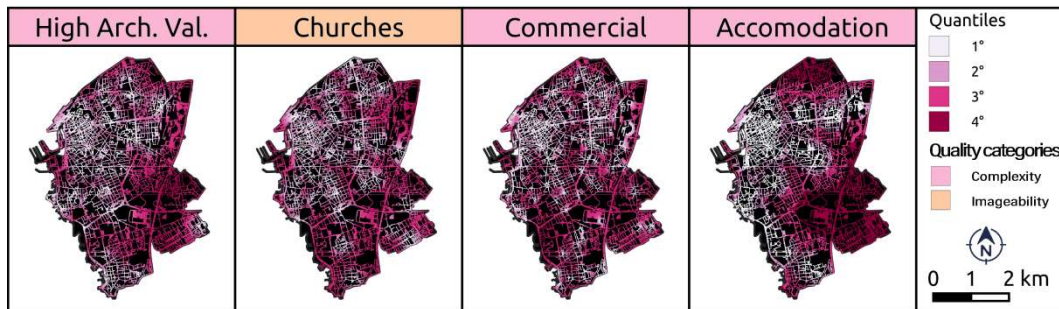 High Arch. Val.
Churches
Commercial
Accomodation
Quantiles
1°
2°
3°
4°
Quality categories
Complexity
Imageability
N
0 1 2 km